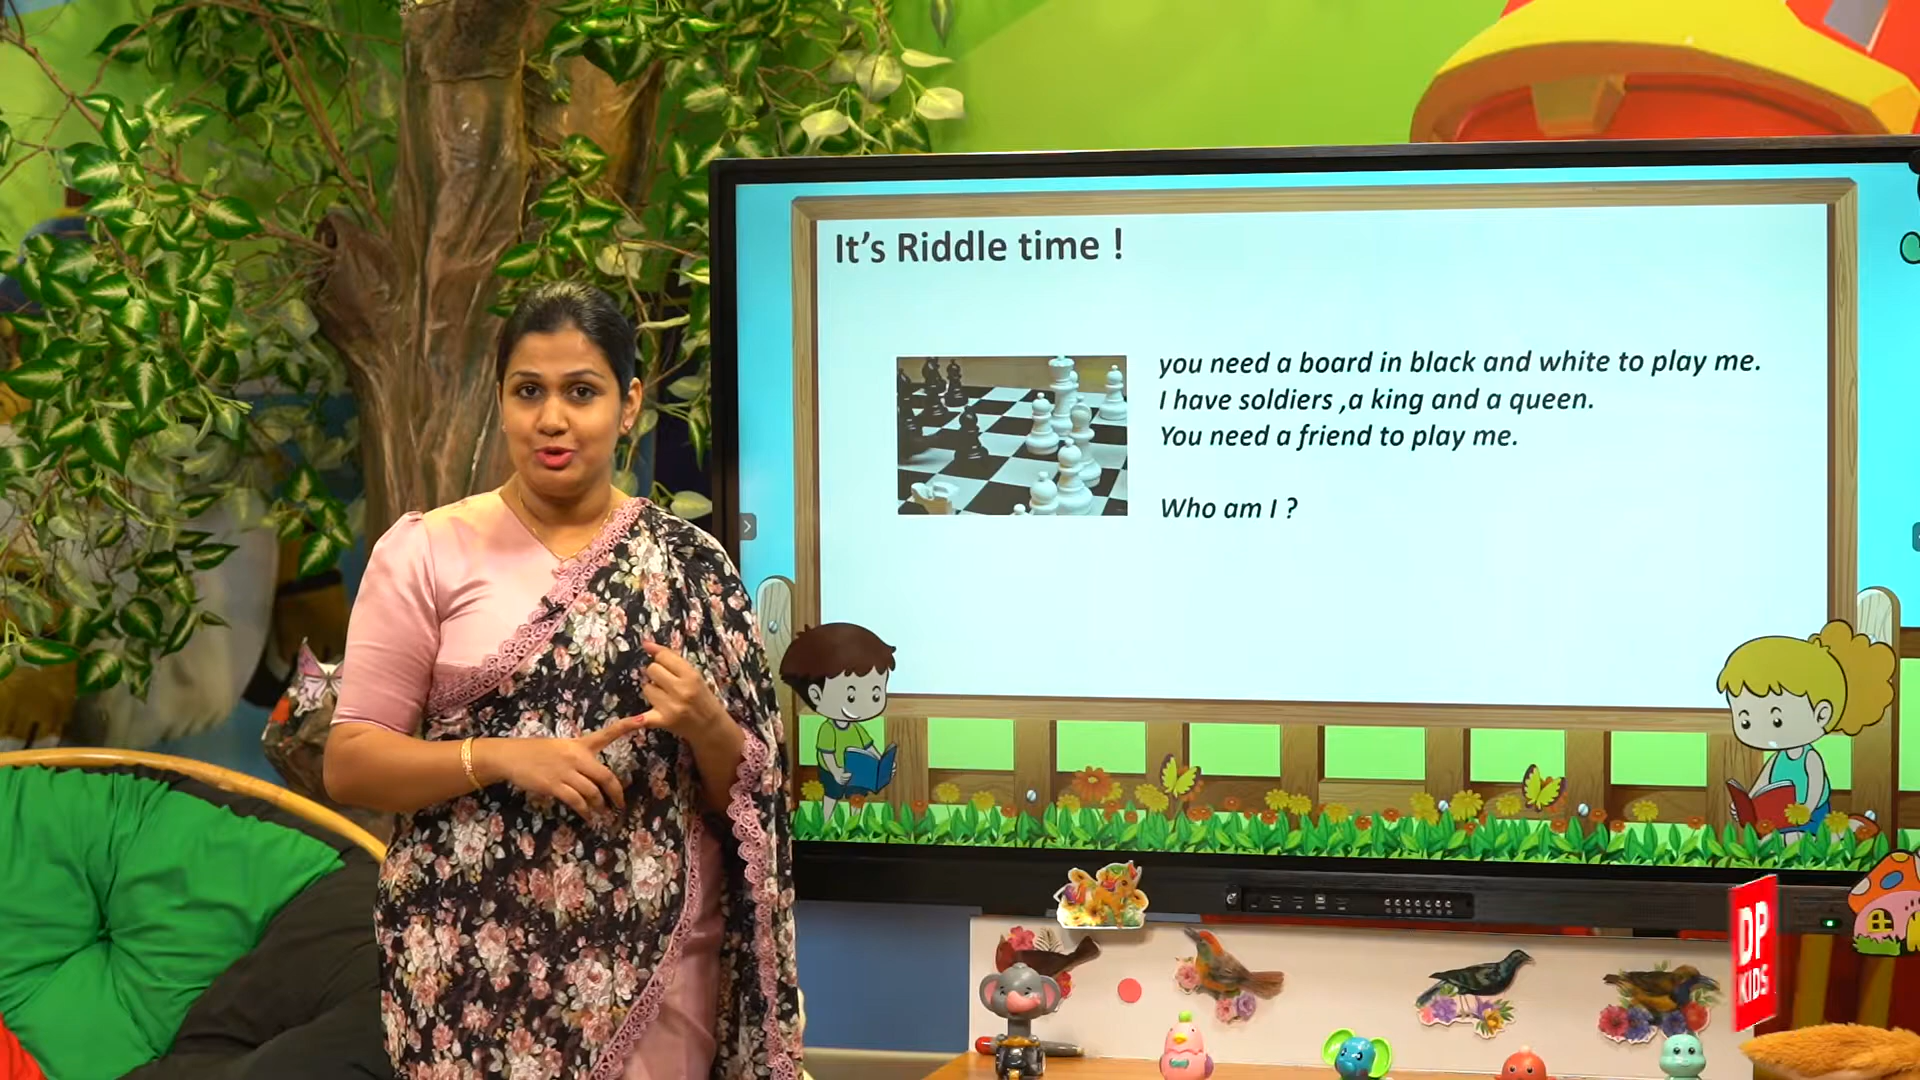 It's Riddle time !
you need a board in black and white to play me.
I have soldiers ,a king and a queen.
You need a friend to play me.
Who am I ?
DP
KIDS